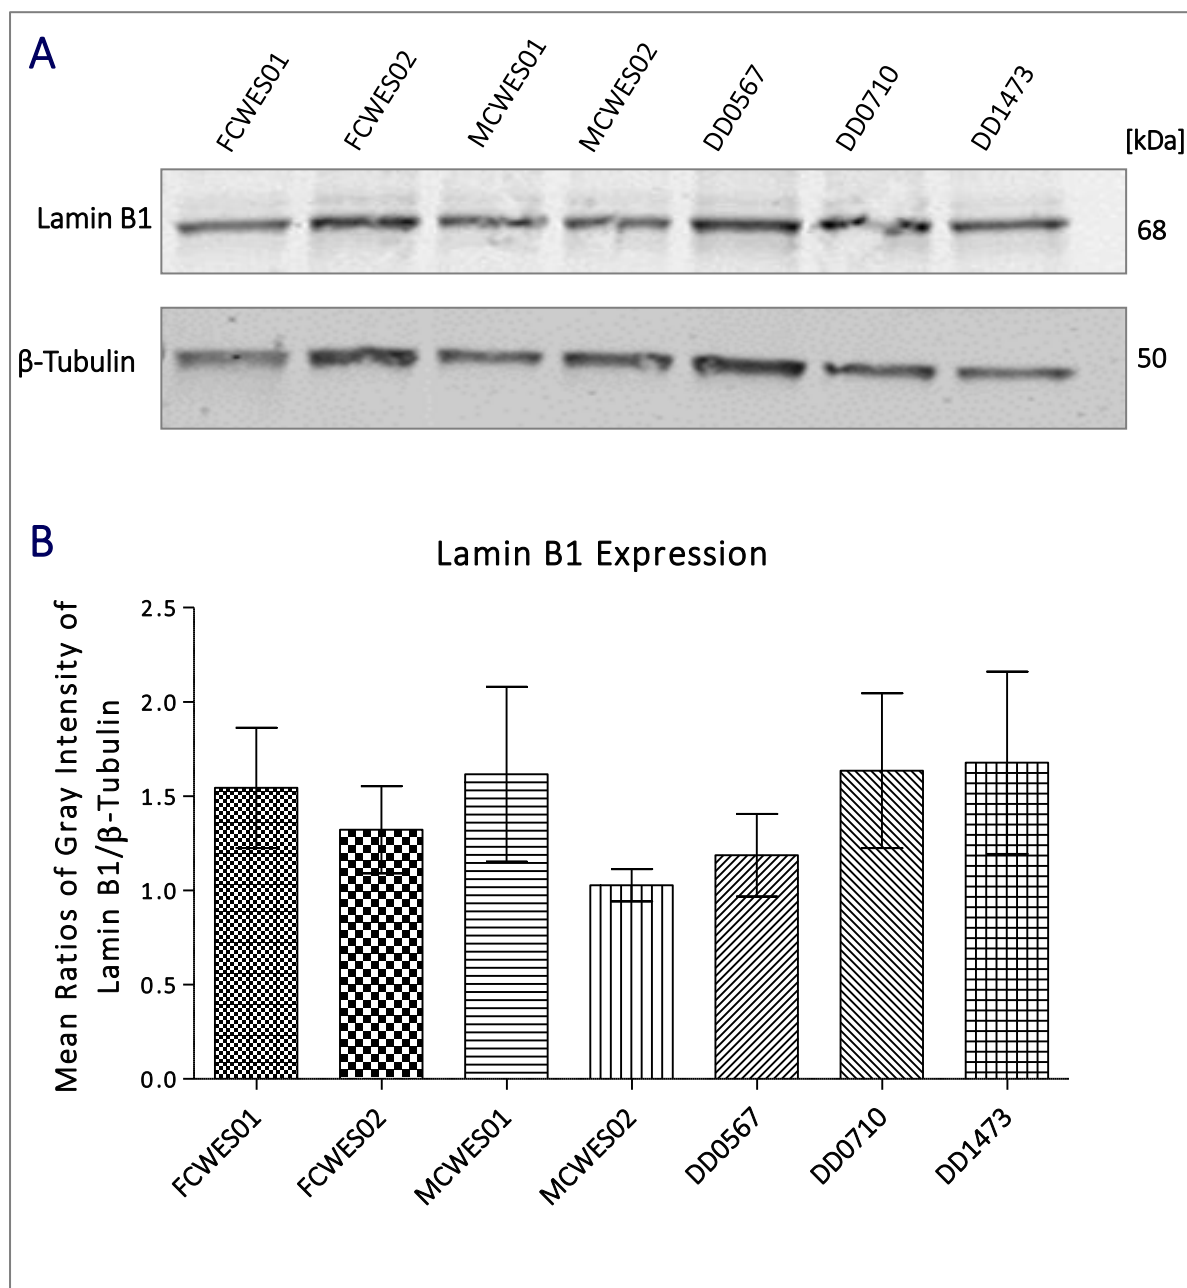 A
FCWES01
FCWES02
MCWES01
MCWES02
DD0567
DD0710
DD1473
[kDa]
Lamin B1
68
β-Tubulin
50
B
Lamin B1 Expression
Mean Ratios of Gray Intensity of
Lamin B1/β-Tubulin
2.5
2.0
1.5
1.0
0.5
0.0
FCWES01
FCWES02
MCWES01
MCWES02
DD0567
DD0710
DD1473